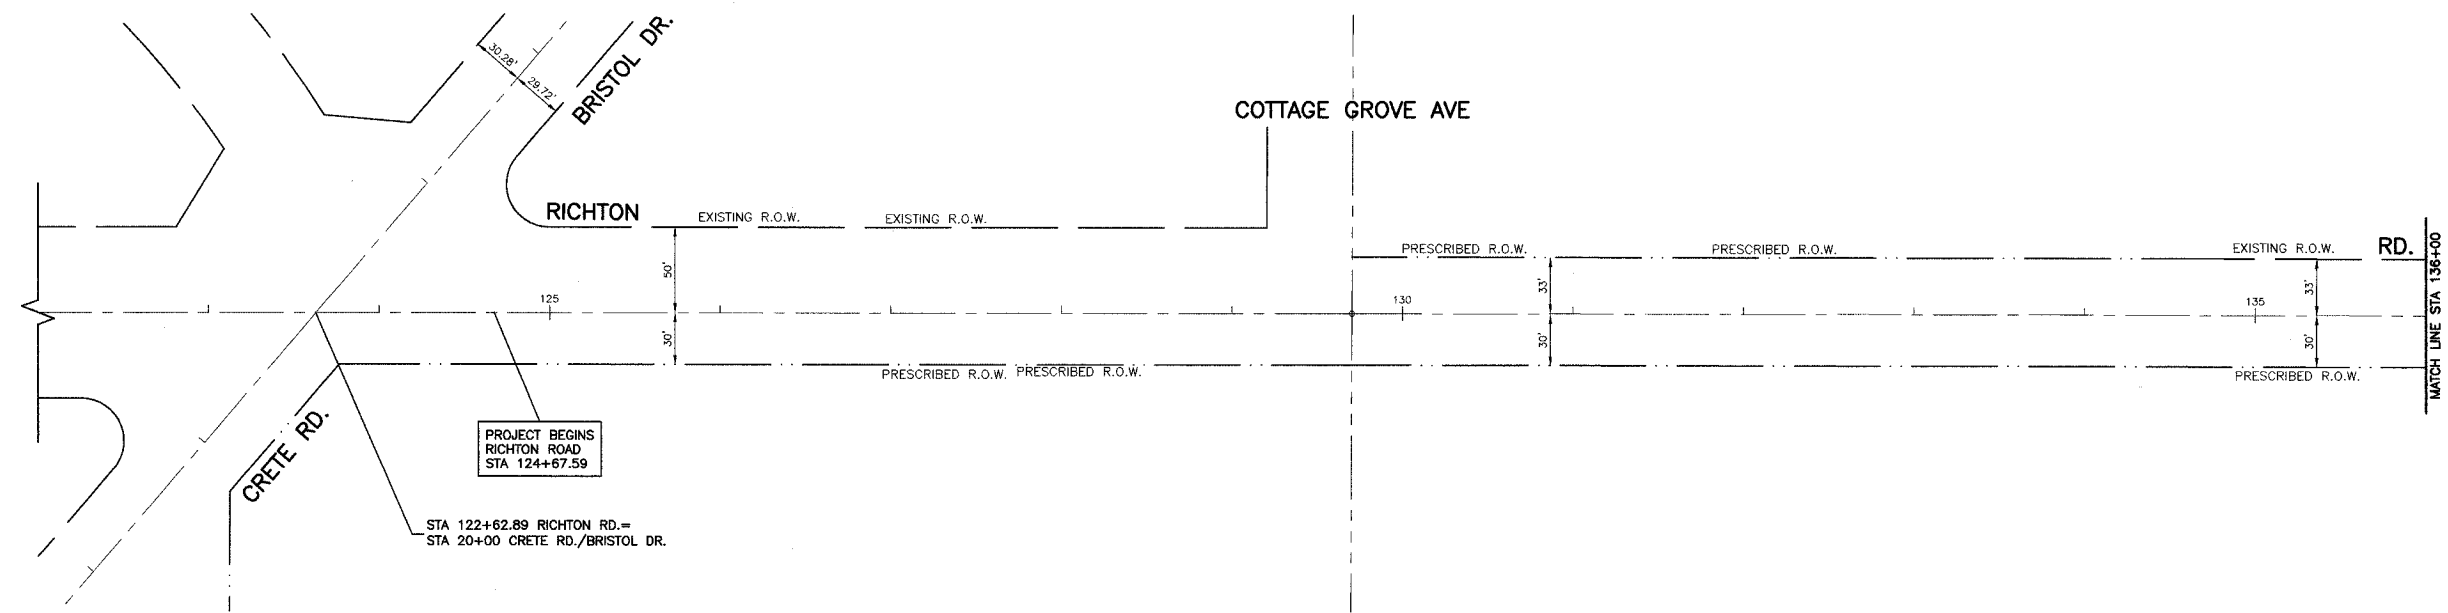 30.28'
29.72'
BRISTOL DR.
COTTAGE GROVE AVE
RICHTON
EXISTING R.O.W.
EXISTING R.O.W.
PRESCRIBED R.O.W.
PRESCRIBED R.O.W.
EXISTING R.O.W.
RD.
50'
33'
33'
125
130
135
30'
30'
30'
MATCH LINE STA 136+00
PRESCRIBED R.O.W.
PRESCRIBED R.O.W.
PRESCRIBED R.O.W.
CRETE RD.
PROJECT BEGINS
RICHTON ROAD
STA 124+67.59
STA 122+62.89 RICHTON RD.=
STA 20+00 CRETE RD./BRISTOL DR.